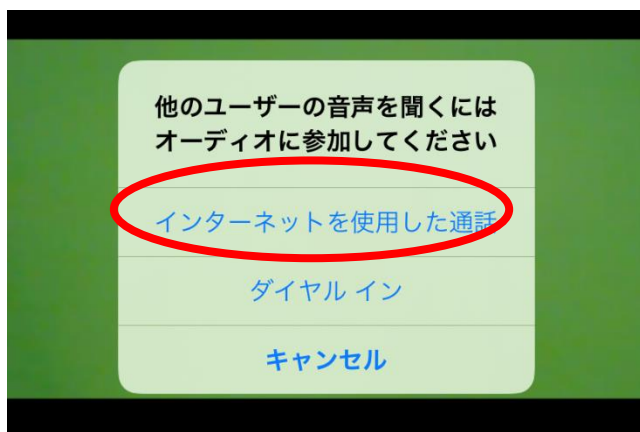 他のユーザーの音声を聞くには
オーディオに参加してください
インターネットを使用した通話
ダイヤル イン
キャンセル